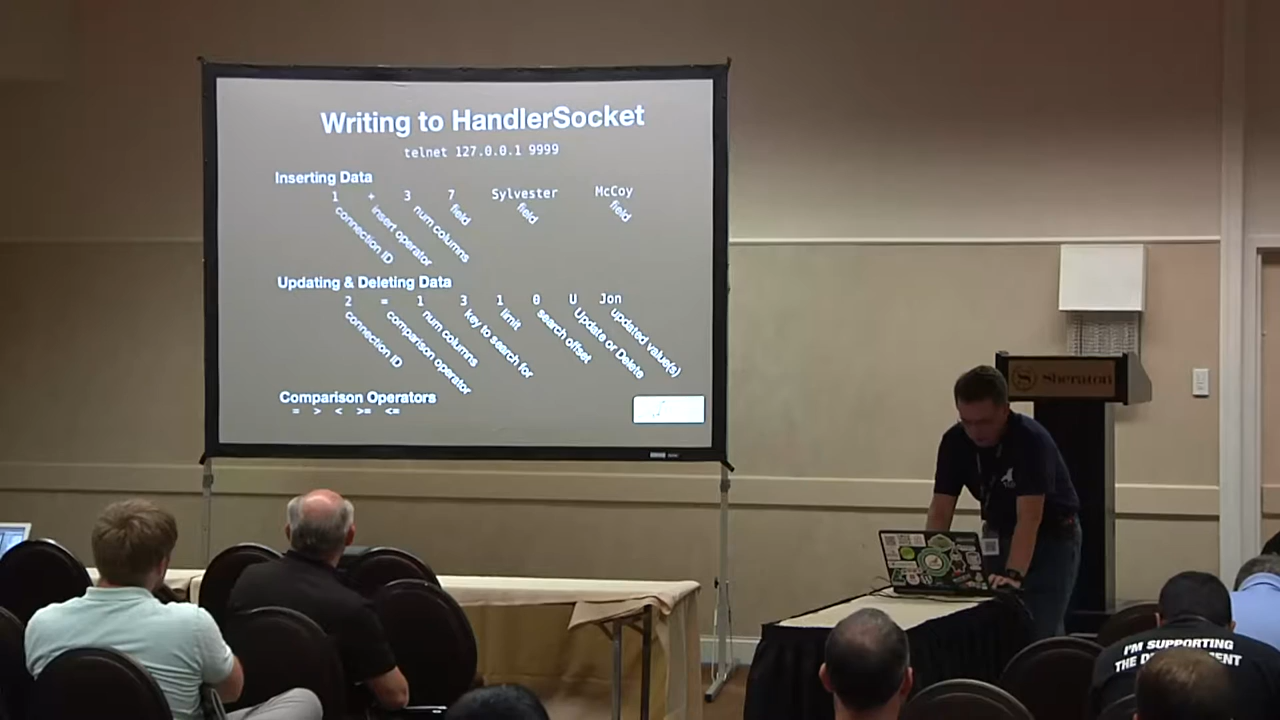 Writing to HandlerSocket
telnet 127.0.0.1 9999
Inserting Data
1 + 3 7 Sylvester McCoy
connection ID insert operator num columns field field field
Updating & Deleting Data
2 = 1 3 1 0 U Jon
connection ID comparison operator num columns key to search for limit search offset Update or Delete updated value(s)
Comparison Operators
= > < >= <=
Sheraton
I'M SUPPORTING
THE